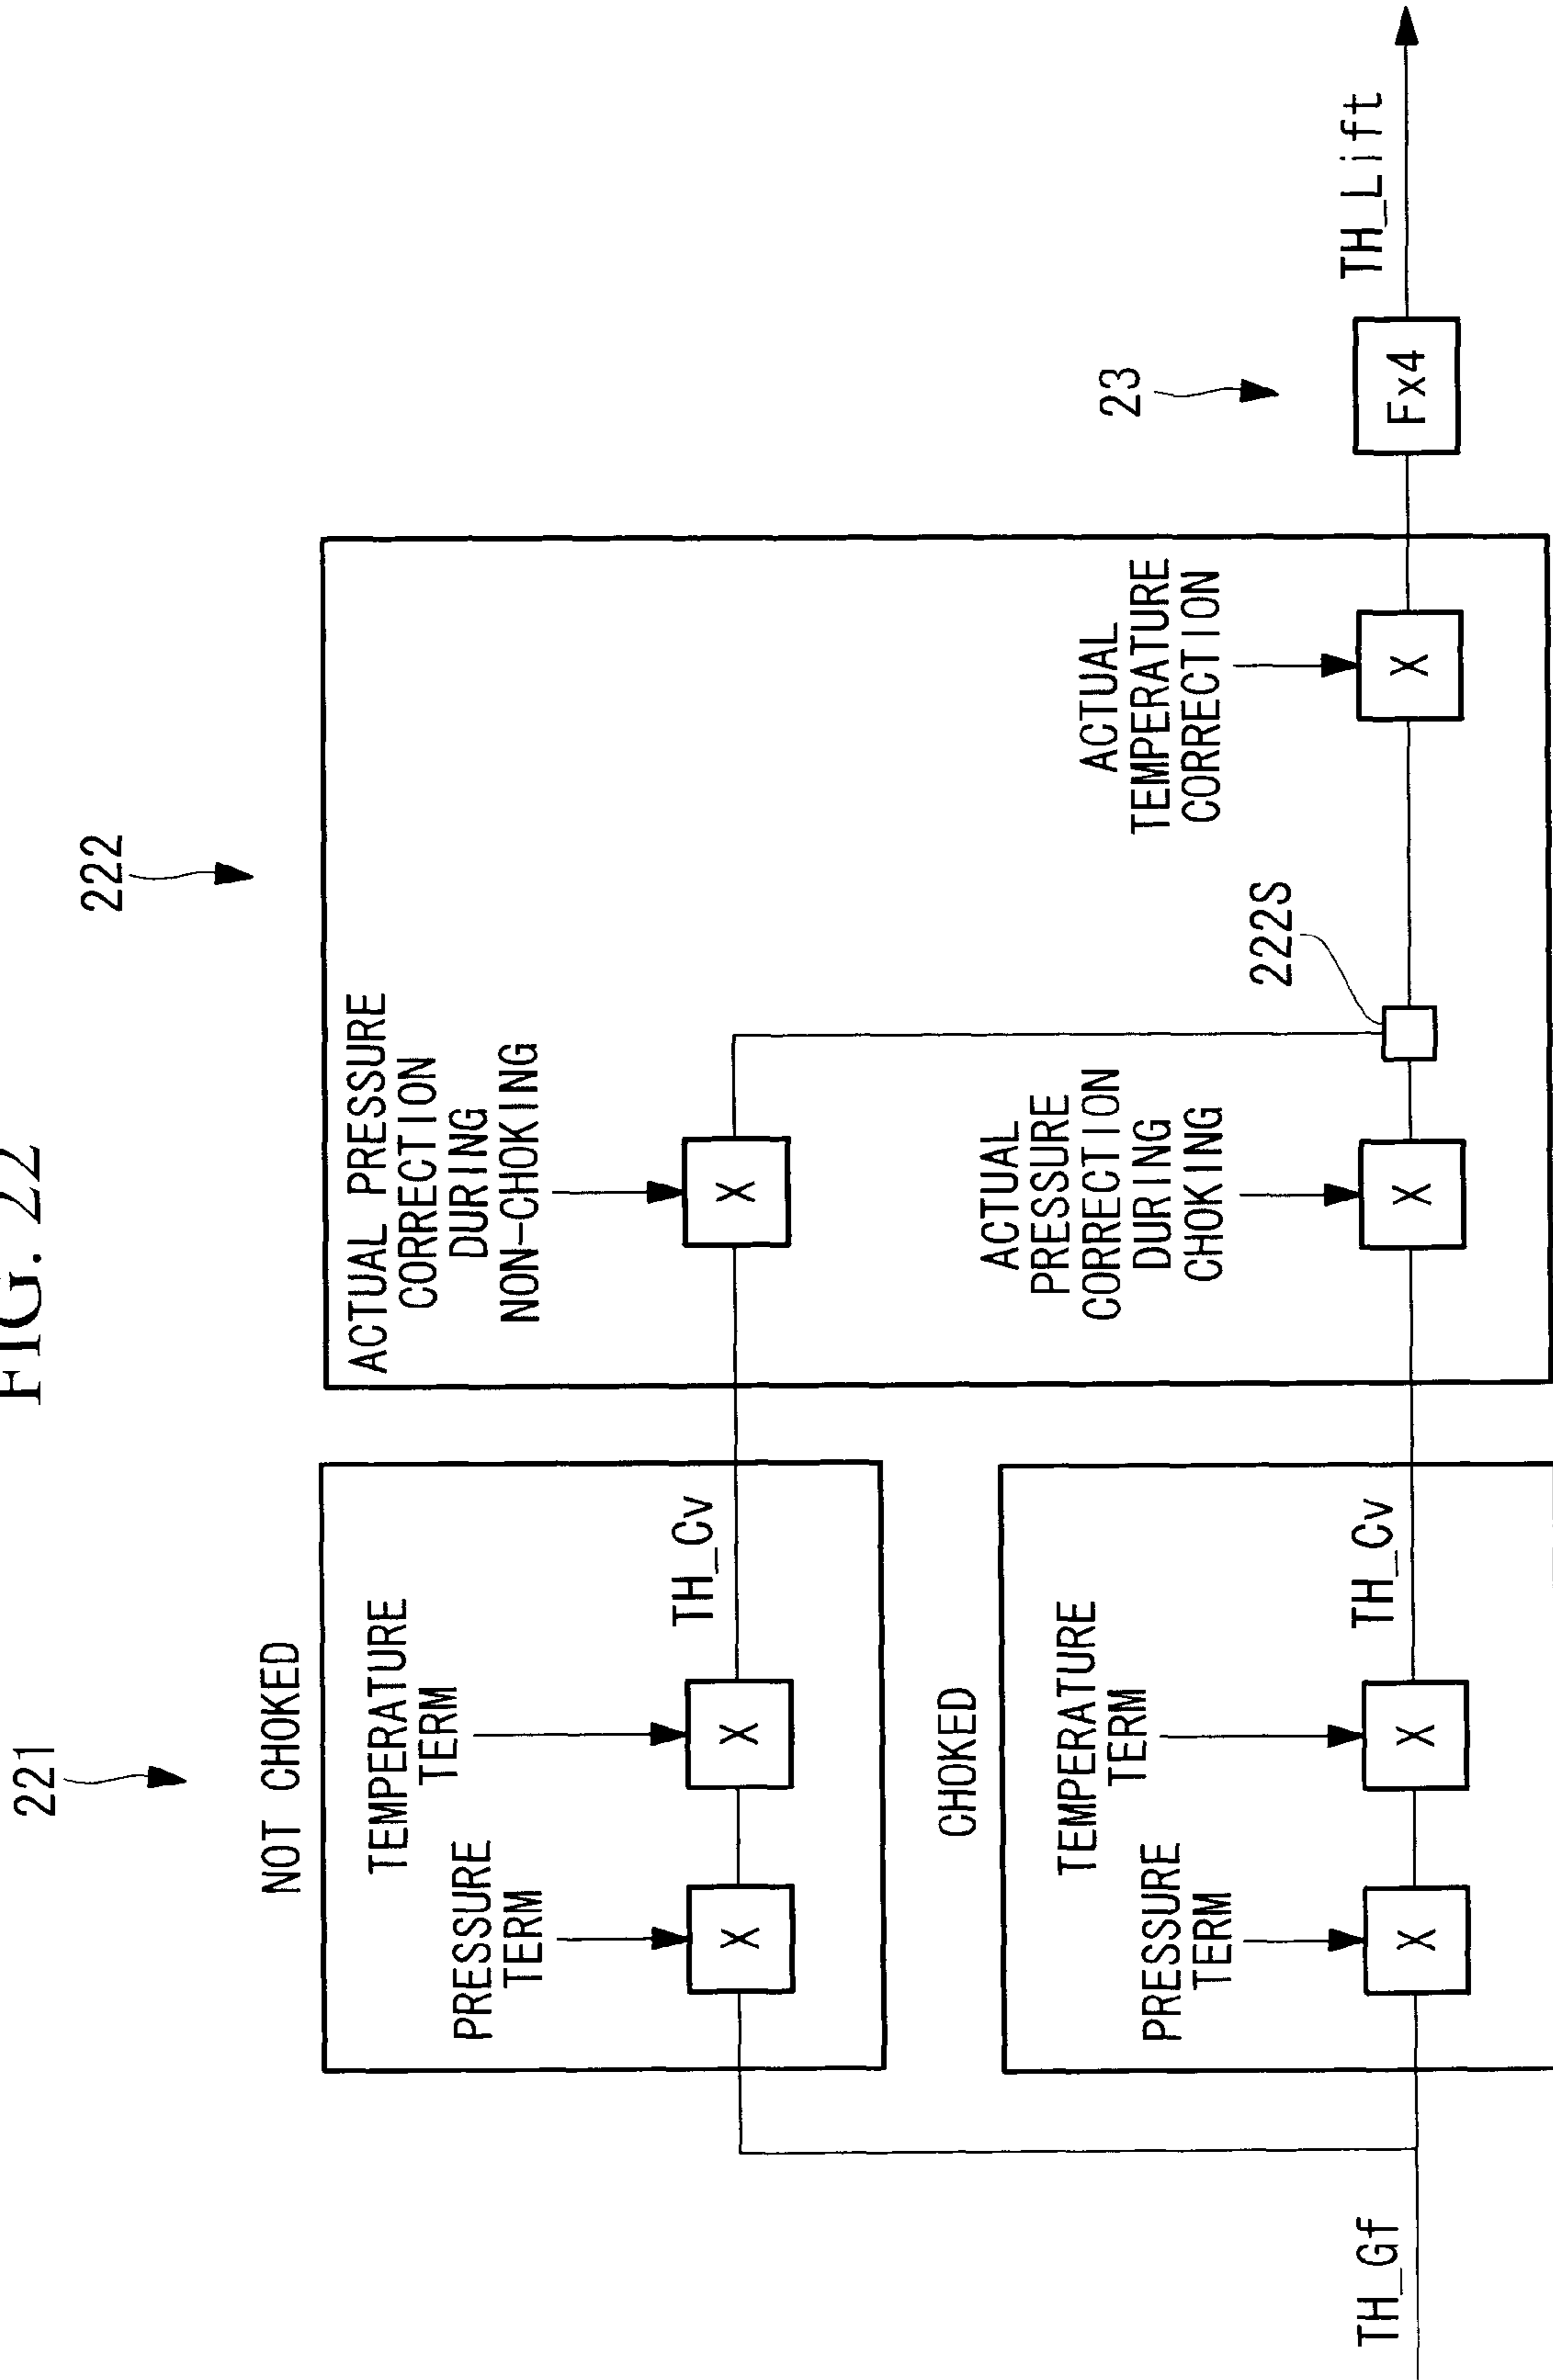 FIG. 22
221
222
NOT CHOKED
PRESSURE
TERM
TEMPERATURE
TERM
X
X
TH_Cv
ACTUAL PRESSURE
CORRECTION
DURING
NON-CHOKING
X
CHOKED
PRESSURE
TERM
TEMPERATURE
TERM
TH_Gf
X
X
TH_Cv
ACTUAL
PRESSURE
CORRECTION
DURING
CHOKING
X
222S
ACTUAL
TEMPERATURE
CORRECTION
X
23
Fx4
TH_Lift